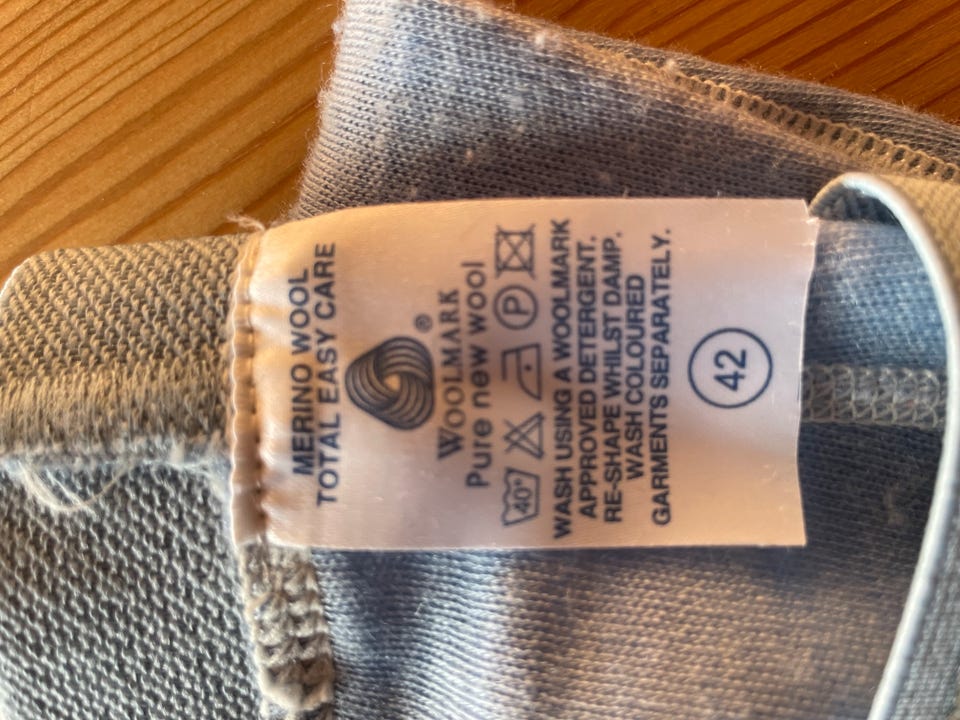 MERINO WOOL
TOTAL EASY CARE
®
WOOLMARK
Pure new wool
40° P
WASH USING A WOOLMARK
APPROVED DETERGENT.
RE-SHAPE WHILST DAMP.
WASH COLOURED
GARMENTS SEPARATELY.
42